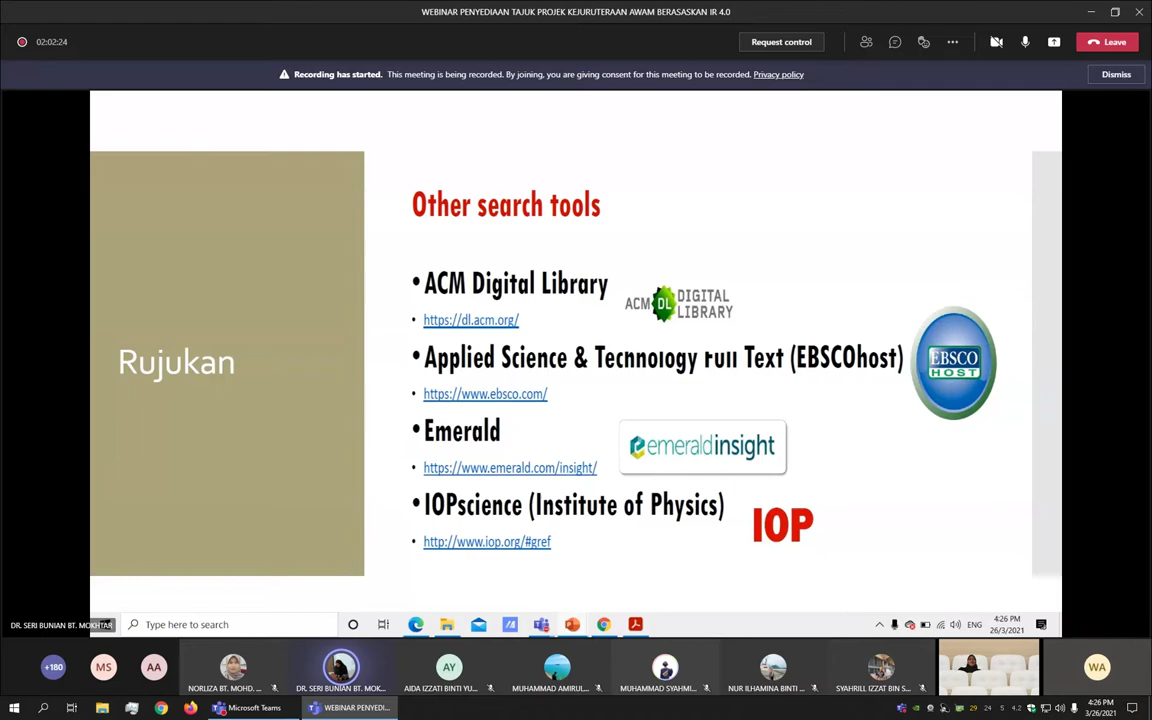 WEBINAR PENYEDIAAN TAJUK PROJEK KEJURUTERAAN AWAM BERASASKAN IR 4.0
02:02:24
Request control
Leave
Recording has started. This meeting is being recorded. By joining, you are giving consent for this meeting to be recorded. Privacy policy
Dismiss
Rujukan
Other search tools
• ACM Digital Library
ACM DL DIGITAL LIBRARY
• https://dl.acm.org/
• Applied Science & Technology Full Text (EBSCOhost)
EBSCO
HOST
• https://www.ebsco.com/
• Emerald
emeraldinsight
• https://www.emerald.com/insight/
• IOPscience (Institute of Physics)
IOP
• http://www.iop.org/#gref
DR. SERI BUNIAN BT. MOKHTAR
Type here to search
4:26 PM
26/3/2021
+180
MS
AA
NORLIZA BT. MOHD. ...
DR. SERI BUNIAN BT. MOK...
AY
AIDA IZZATI BINTI YU...
MUHAMMAD AMIRUL...
MUHAMMAD SYAHMI...
NUR ILHAMINA BINTI ...
SYAHRILL IZZAT BIN S...
WA
Microsoft Teams
WEBINAR PENYEDI...
29 24 5 4.2
ENG
4:26 PM
3/26/2021